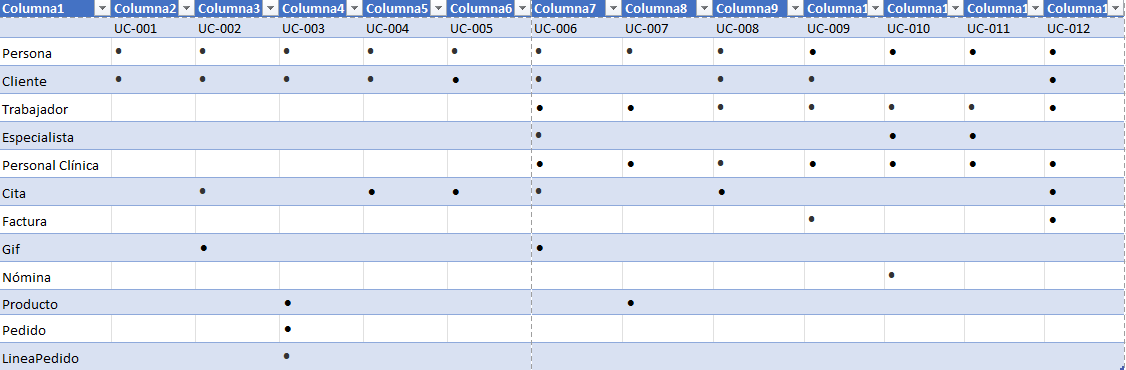 Columna1 Columna2 Columna3 Columna4 Columna5 Columna6 Columna7 Columna8 Columna9 Columna1 Columna1 Columna1 Columna1
UC-001 UC-002 UC-003 UC-004 UC-005 UC-006 UC-007 UC-008 UC-009 UC-010 UC-011 UC-012
Persona • • • • • • • • • • • •
Cliente • • • • • • • • •
Trabajador • • • • • • •
Especialista • • •
Personal Clínica • • • • • • •
Cita • • • • • •
Factura • •
Gif • •
Nómina •
Producto • •
Pedido •
LineaPedido •